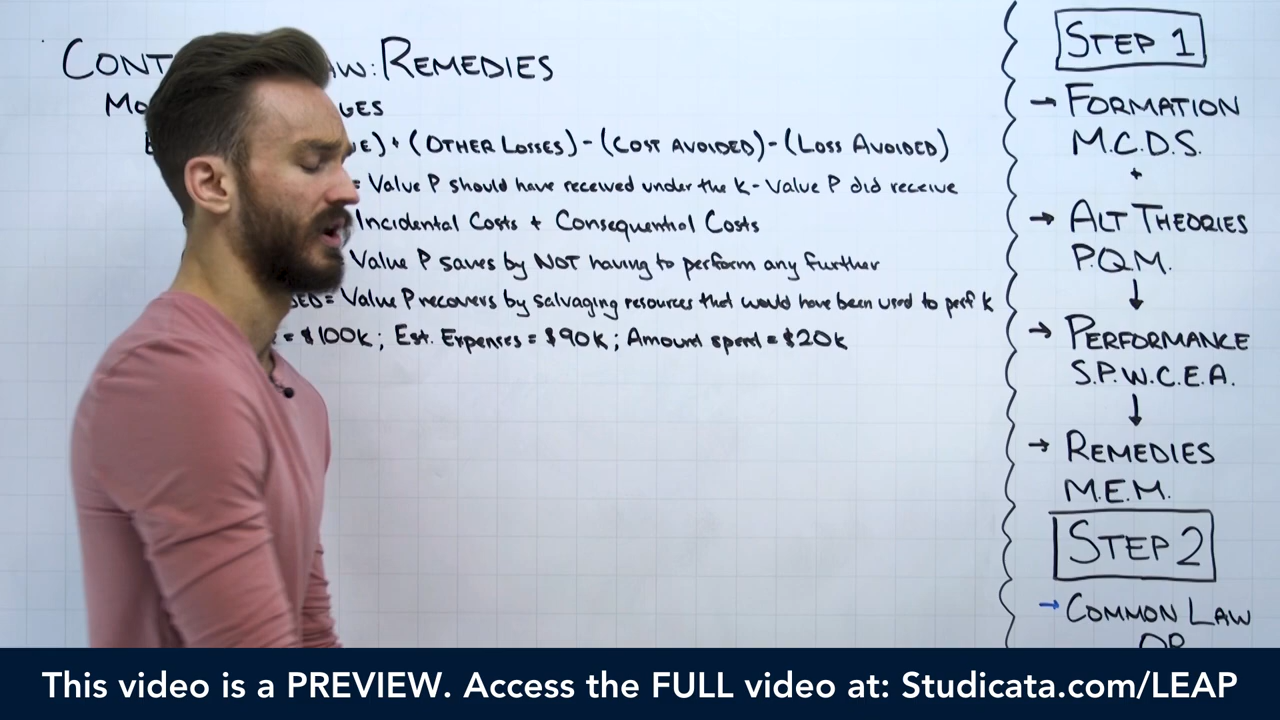 CONT AW: REMEDIES
MO GES
E) + (OTHER LOSSES) - (COST AVOIDED) - (LOSS AVOIDED)
= Value P should have received under the K - Value P did receive
Incidental Costs + Consequential Costs
Value P saves by NOT having to perform any further
DED = Value P recovers by salvaging resources that would have been used to perf K
= $100K; Est. Expenses = $90K; Amount spend = $20K
STEP 1
→ FORMATION
M.C.D.S.
+
→ ALT THEORIES
P.Q.M.
↓
→ PERFORMANCE
S.P.W.C.E.A.
↓
→ REMEDIES
M.E.M.
STEP 2
→ COMMON LAW
OR
This video is a PREVIEW. Access the FULL video at: Studicata.com/LEAP